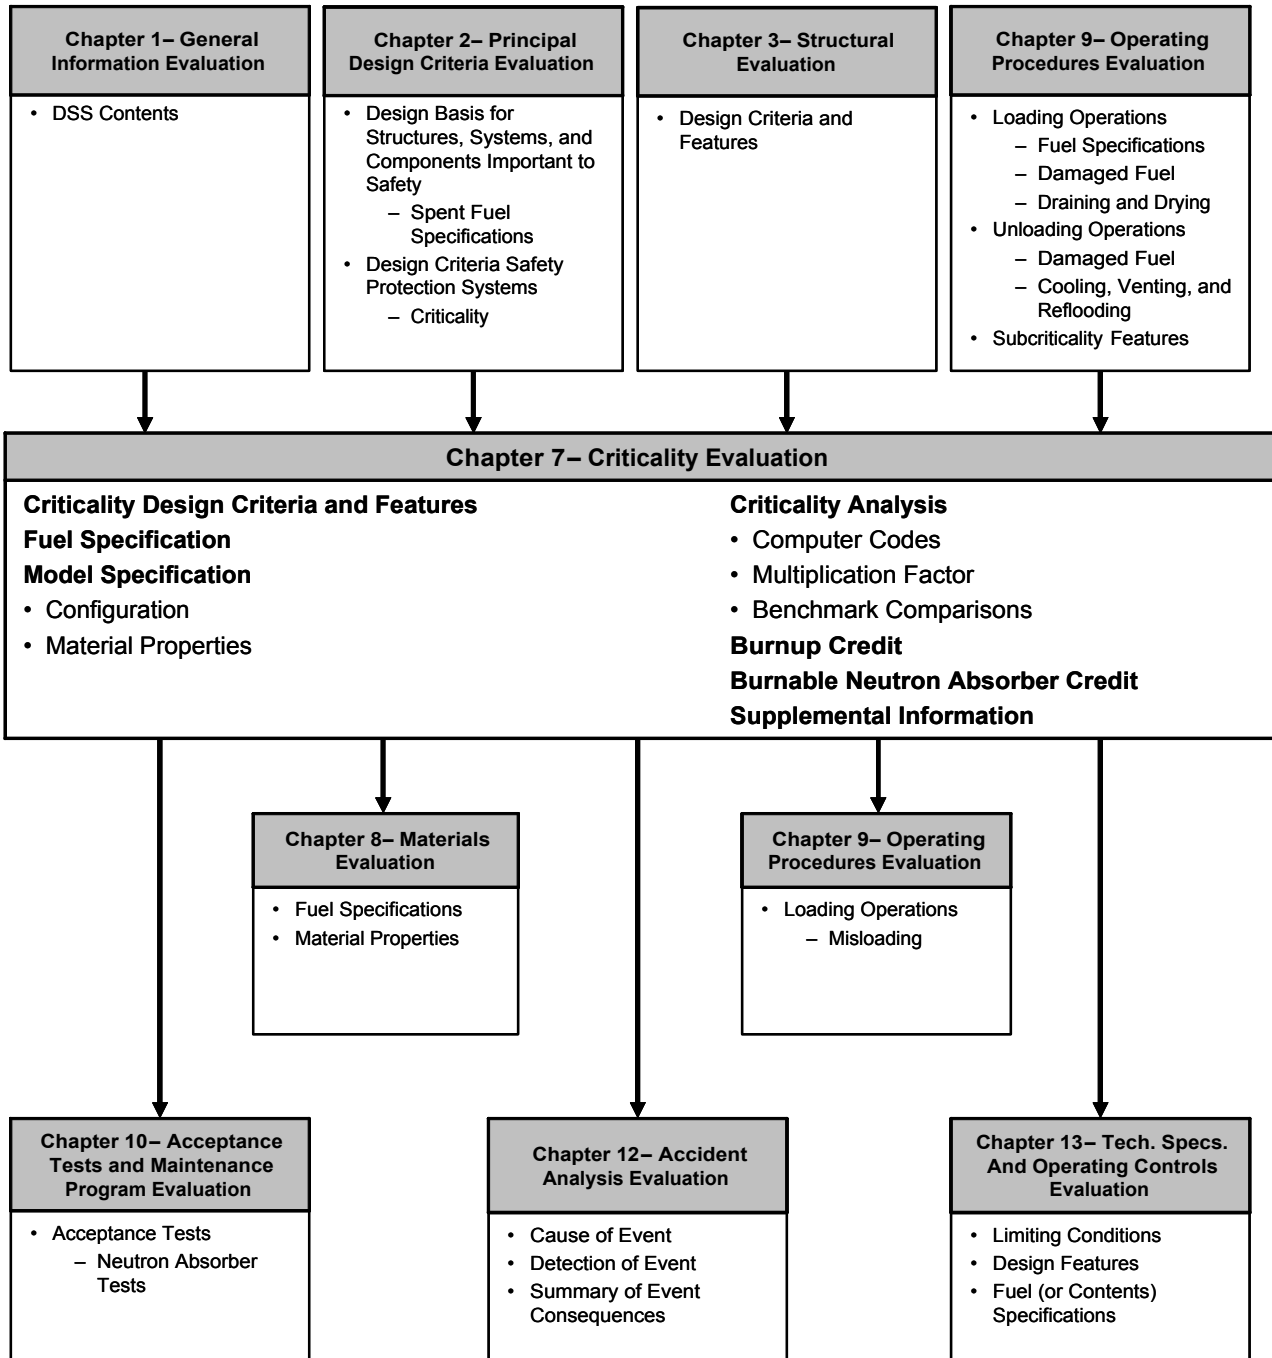 Chapter 1– General
Information Evaluation
• DSS Contents
Chapter 2– Principal
Design Criteria Evaluation
• Design Basis for
Structures, Systems, and
Components Important to
Safety
– Spent Fuel
Specifications
• Design Criteria Safety
Protection Systems
– Criticality
Chapter 3– Structural
Evaluation
• Design Criteria and
Features
Chapter 9– Operating
Procedures Evaluation
• Loading Operations
– Fuel Specifications
– Damaged Fuel
– Draining and Drying
• Unloading Operations
– Damaged Fuel
– Cooling, Venting, and
Reflooding
• Subcriticality Features
Chapter 7– Criticality Evaluation
Criticality Design Criteria and Features
Fuel Specification
Model Specification
• Configuration
• Material Properties
Criticality Analysis
• Computer Codes
• Multiplication Factor
• Benchmark Comparisons
Burnup Credit
Burnable Neutron Absorber Credit
Supplemental Information
Chapter 8– Materials
Evaluation
• Fuel Specifications
• Material Properties
Chapter 9– Operating
Procedures Evaluation
• Loading Operations
– Misloading
Chapter 10– Acceptance
Tests and Maintenance
Program Evaluation
• Acceptance Tests
– Neutron Absorber
Tests
Chapter 12– Accident
Analysis Evaluation
• Cause of Event
• Detection of Event
• Summary of Event
Consequences
Chapter 13– Tech. Specs.
And Operating Controls
Evaluation
• Limiting Conditions
• Design Features
• Fuel (or Contents)
Specifications